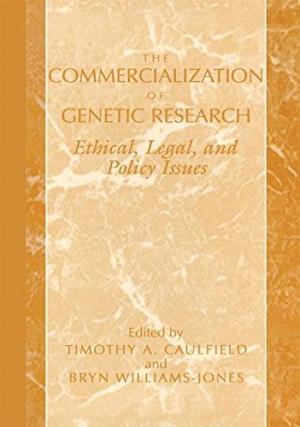 THE
COMMERCIALIZATION
OF
GENETIC RESEARCH
Ethical, Legal, and
Policy Issues
Edited by
TIMOTHY A. CAULFIELD
and
BRYN WILLIAMS-JONES